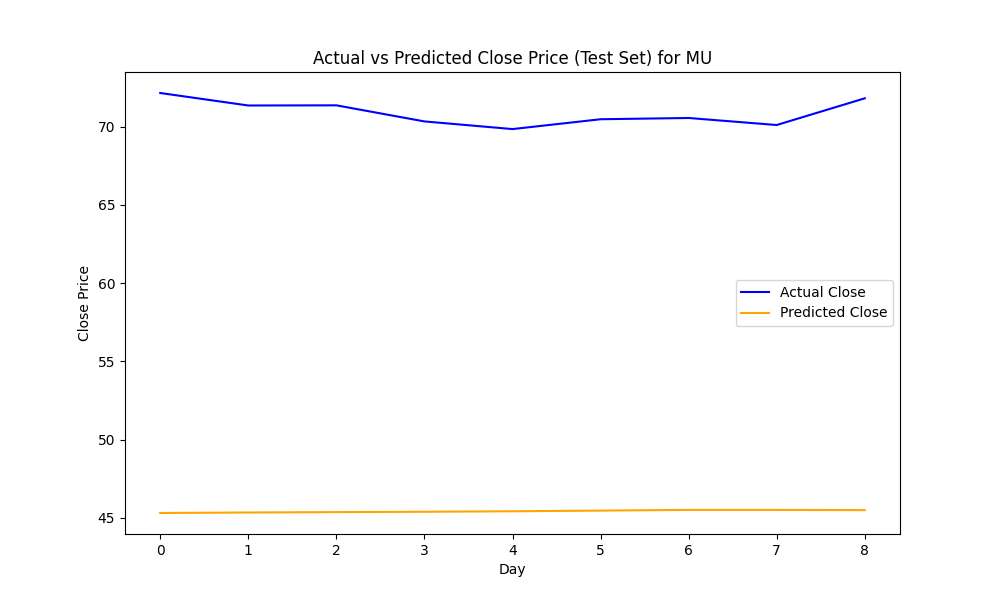 Actual vs Predicted Close Price (Test Set) for MU
70
65
60
55
50
45
Close Price
Actual Close
Predicted Close
0 1 2 3 4 5 6 7 8
Day